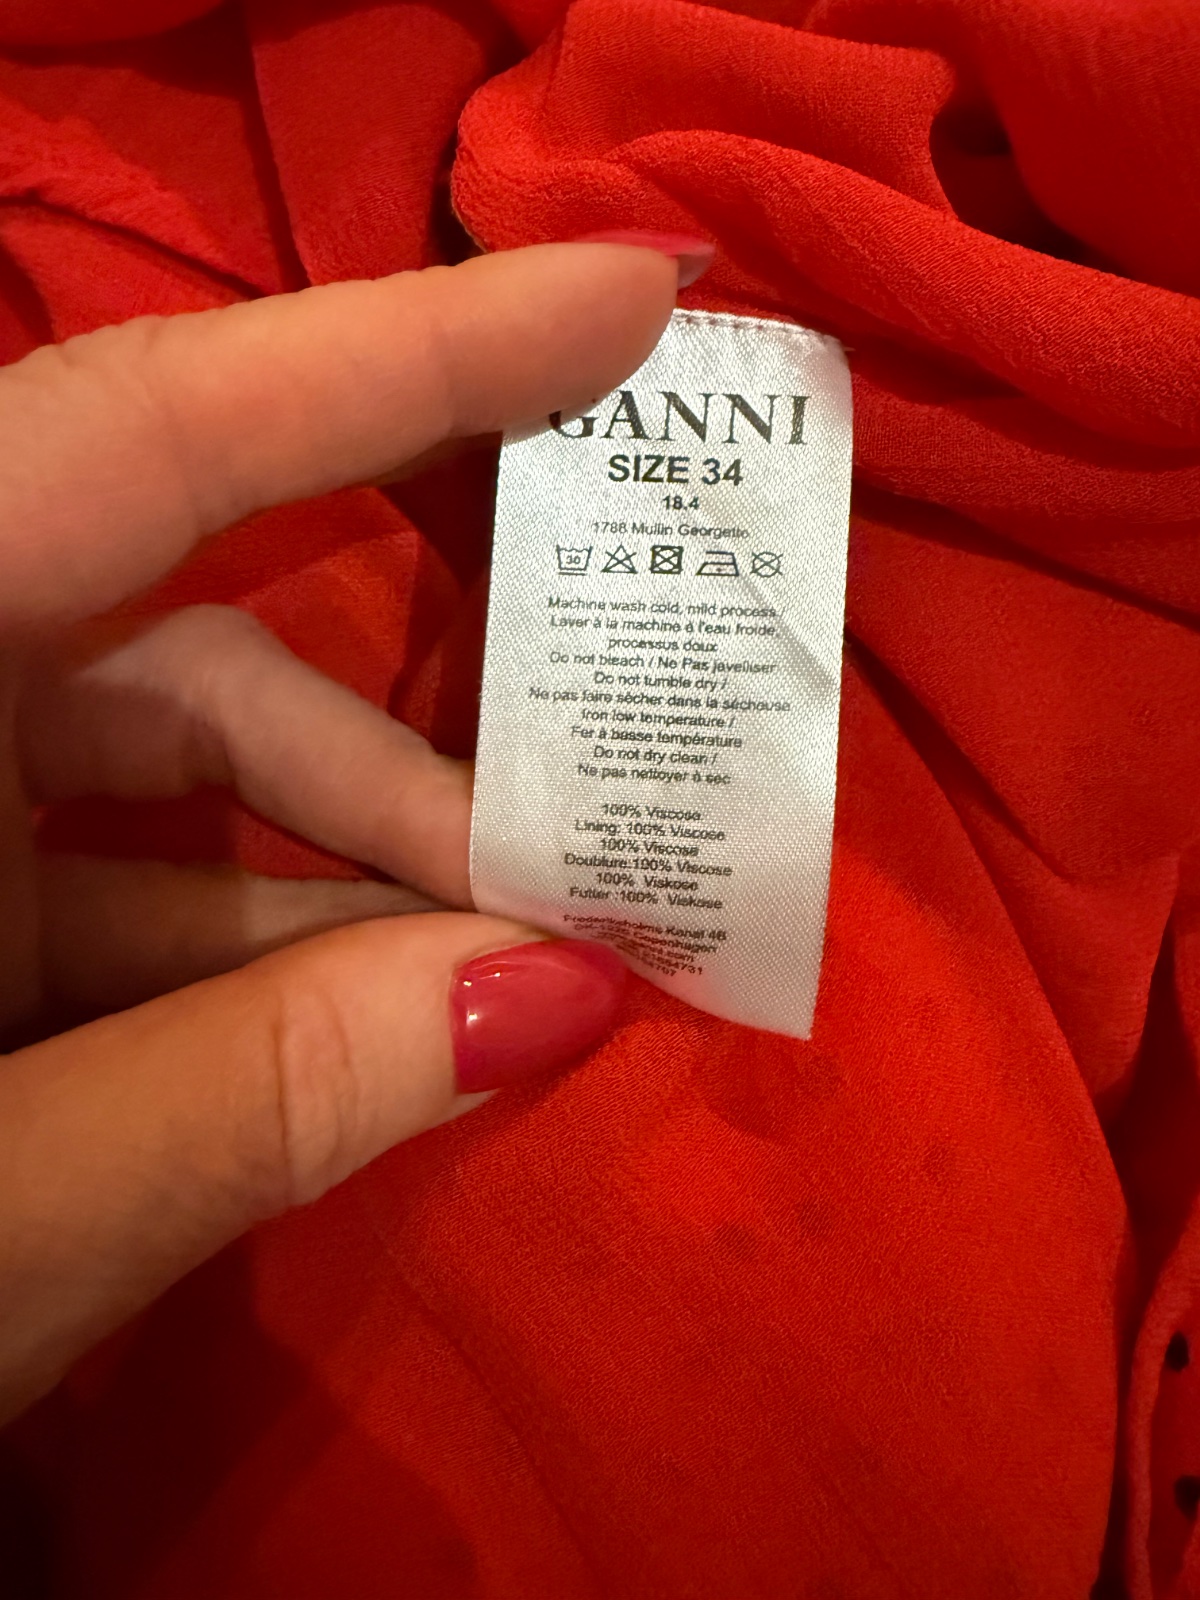 GANNI
SIZE 34
18.4
1788 Mullin Georgette
30
Machine wash cold, mild process /
Laver à la machine á l'eau froide,
processus doux
Do not bleach / Ne Pas javelliser
Do not tumble dry /
Ne pas faire sécher dans la sécheuse
Iron low temperature /
Fer à basse température
Do not dry clean /
Ne pas nettoyer à sec
100% Viscose
Lining: 100% Viscose
100% Viscose
Doublure:100% Viscose
100% Viskose
Futter :100% Viskose
Frederiksholms Kanal 4B
Copenhagen